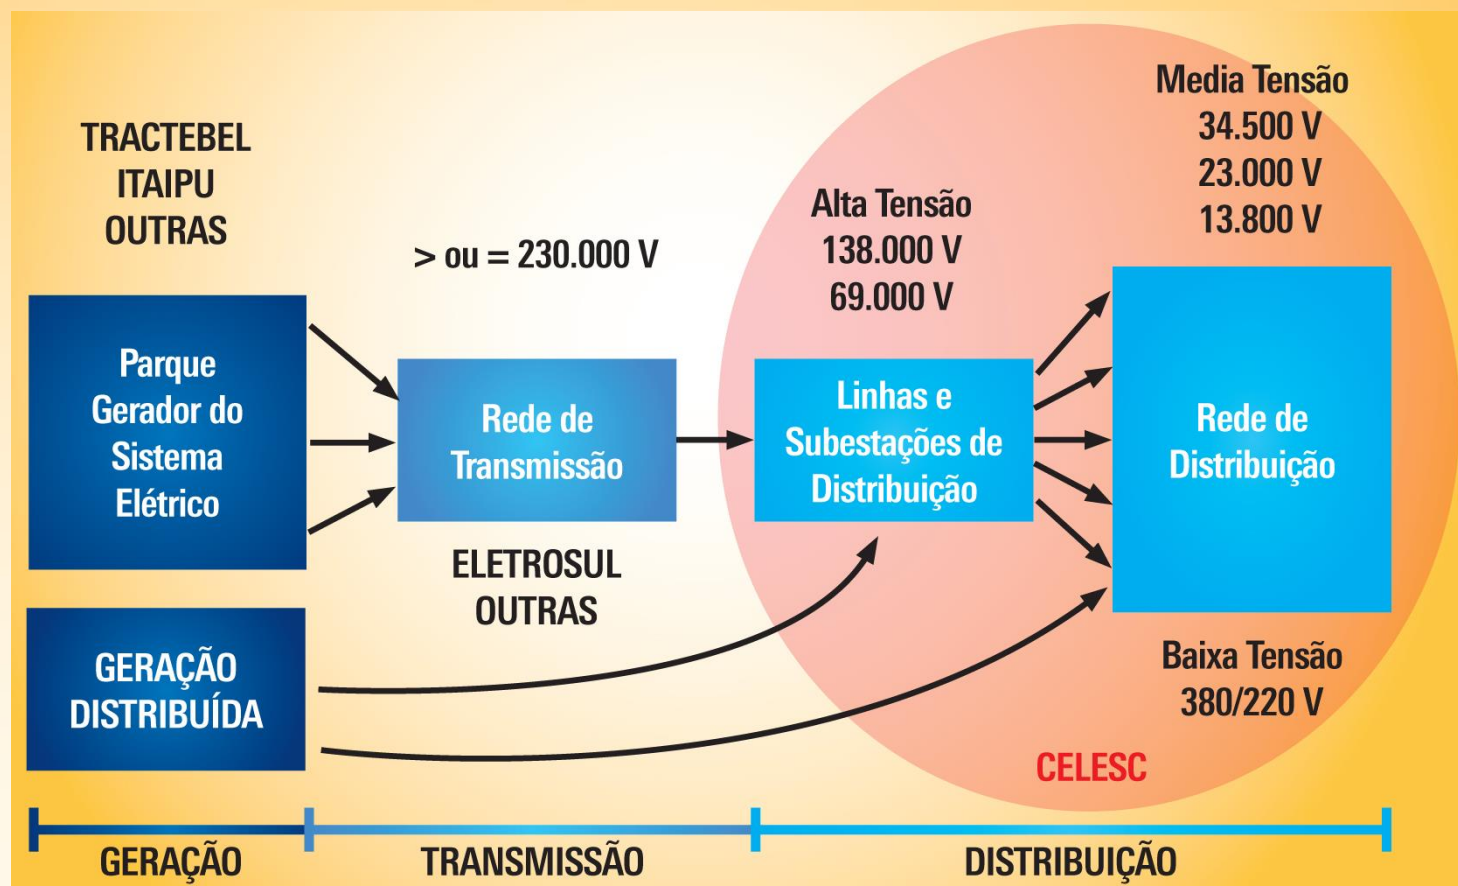 TRACTEBEL
ITAIPU
OUTRAS
Parque
Gerador do
Sistema
Elétrico
GERAÇÃO
DISTRIBUÍDA
> ou = 230.000 V
Rede de
Transmissão
ELETROSUL
OUTRAS
Alta Tensão
138.000 V
69.000 V
Linhas e
Subestações de
Distribuição
Media Tensão
34.500 V
23.000 V
13.800 V
Rede de
Distribuição
Baixa Tensão
380/220 V
CELESC
GERAÇÃO
TRANSMISSÃO
DISTRIBUIÇÃO